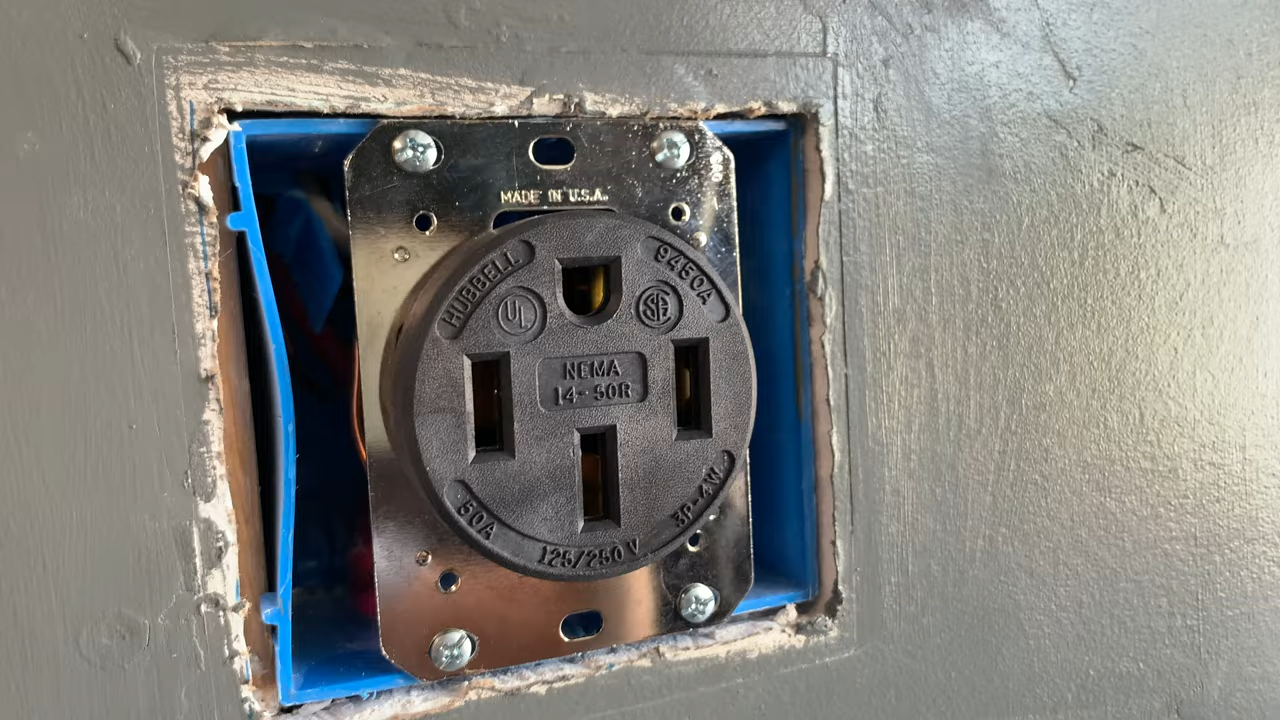 MADE IN U.S.A.
HUBBELL
9450A
UL
SA
NEMA
14-50R
50A
125/250 V
3P-4W